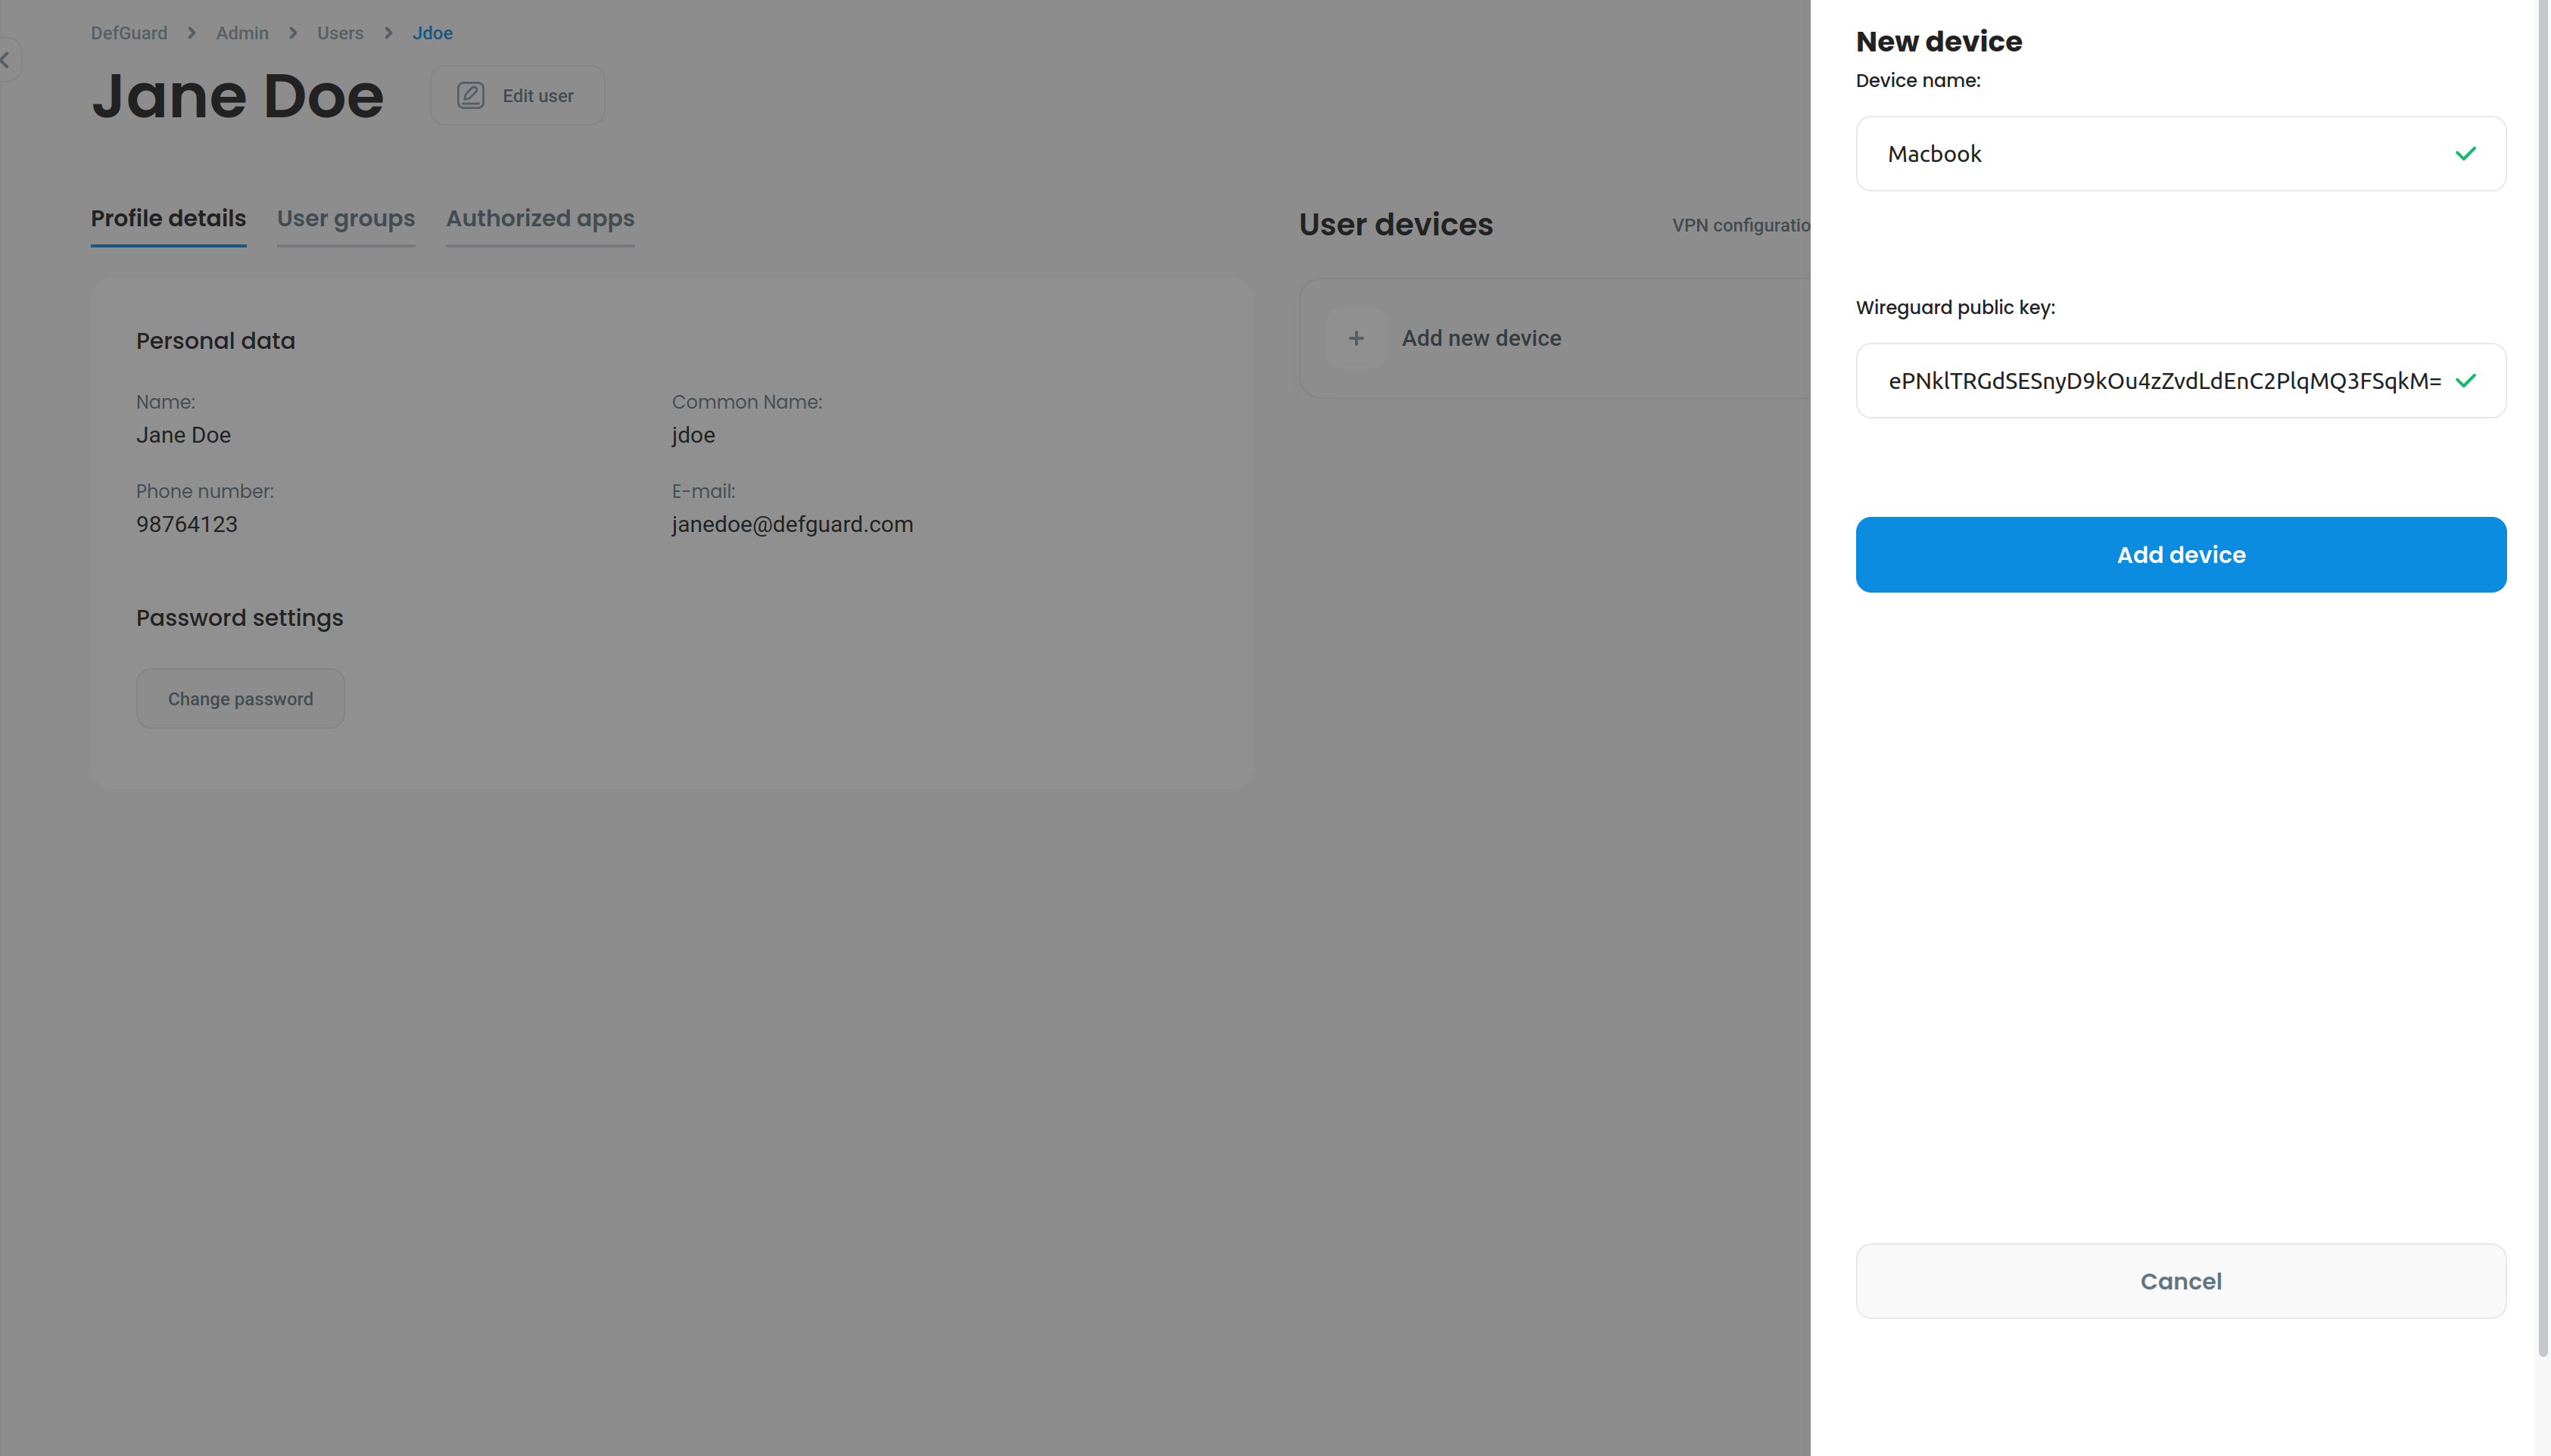 DefGuard > Admin > Users > Jdoe
Jane Doe
Edit user
Profile details User groups Authorized apps
Personal data
Name: Common Name:
Jane Doe jdoe
Phone number: E-mail:
98764123 janedoe@defguard.com
Password settings
Change password
User devices VPN configuratio
+ Add new device
New device
Device name:
Macbook
Wireguard public key:
ePNklTRGdSESnyD9kOu4zZvdLdEnC2PlqMQ3FSqkM=
Add device
Cancel